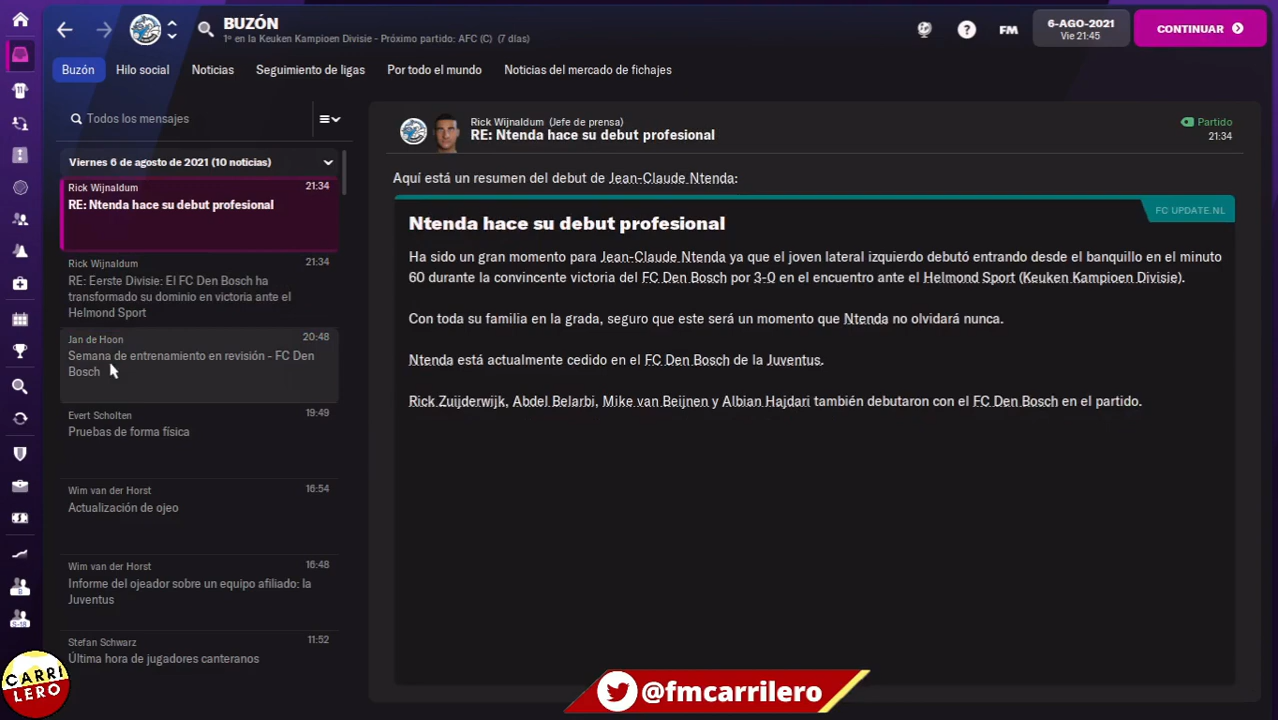 BUZÓN
1º en la Keuken Kampioen Divisie - Próximo partido: AFC (C) (7 días)
FM
6-AGO-2021
Vie 21:45
CONTINUAR
Buzón
Hilo social
Noticias
Seguimiento de ligas
Por todo el mundo
Noticias del mercado de fichajes
Todos los mensajes
Viernes 6 de agosto de 2021 (10 noticias)
Rick Wijnaldum
21:34
RE: Ntenda hace su debut profesional
Rick Wijnaldum
21:34
RE: Eerste Divisie: El FC Den Bosch ha
transformado su dominio en victoria ante el
Helmond Sport
Jan de Hoon
20:48
Semana de entrenamiento en revisión - FC Den
Bosch
Evert Scholten
19:49
Pruebas de forma física
Wim van der Horst
16:54
Actualización de ojeo
Wim van der Horst
16:48
Informe del ojeador sobre un equipo afiliado: la
Juventus
Stefan Schwarz
11:52
Última hora de jugadores canteranos
Rick Wijnaldum (Jefe de prensa)
RE: Ntenda hace su debut profesional
Partido
21:34
Aquí está un resumen del debut de Jean-Claude Ntenda:
FC UPDATE.NL
Ntenda hace su debut profesional
Ha sido un gran momento para Jean-Claude Ntenda ya que el joven lateral izquierdo debutó entrando desde el banquillo en el minuto
60 durante la convincente victoria del FC Den Bosch por 3-0 en el encuentro ante el Helmond Sport (Keuken Kampioen Divisie).
Con toda su familia en la grada, seguro que este será un momento que Ntenda no olvidará nunca.
Ntenda está actualmente cedido en el FC Den Bosch de la Juventus.
Rick Zuijderwijk, Abdel Belarbi, Mike van Beijnen y Albian Hajdari también debutaron con el FC Den Bosch en el partido.
CARRI
LERO
@fmcarrilero